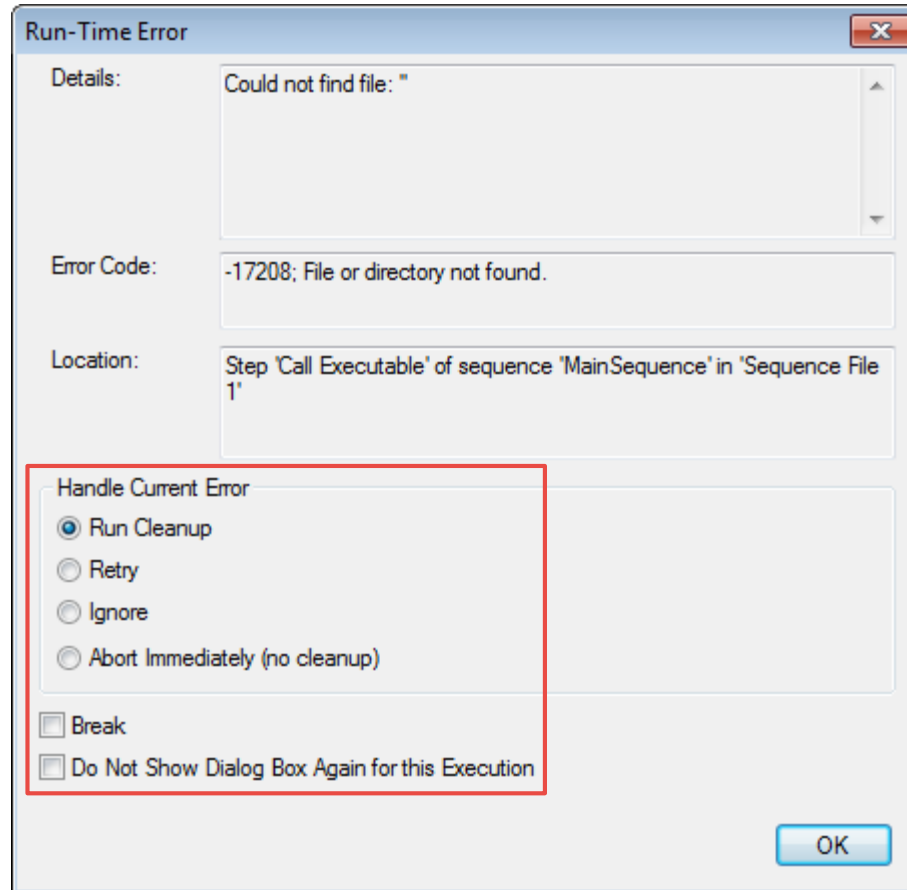 Run-Time Error
Details:
Could not find file: ''
Error Code:
-17208; File or directory not found.
Location:
Step 'Call Executable' of sequence 'MainSequence' in 'Sequence File
1'
Handle Current Error
Run Cleanup
Retry
Ignore
Abort Immediately (no cleanup)
Break
Do Not Show Dialog Box Again for this Execution
OK